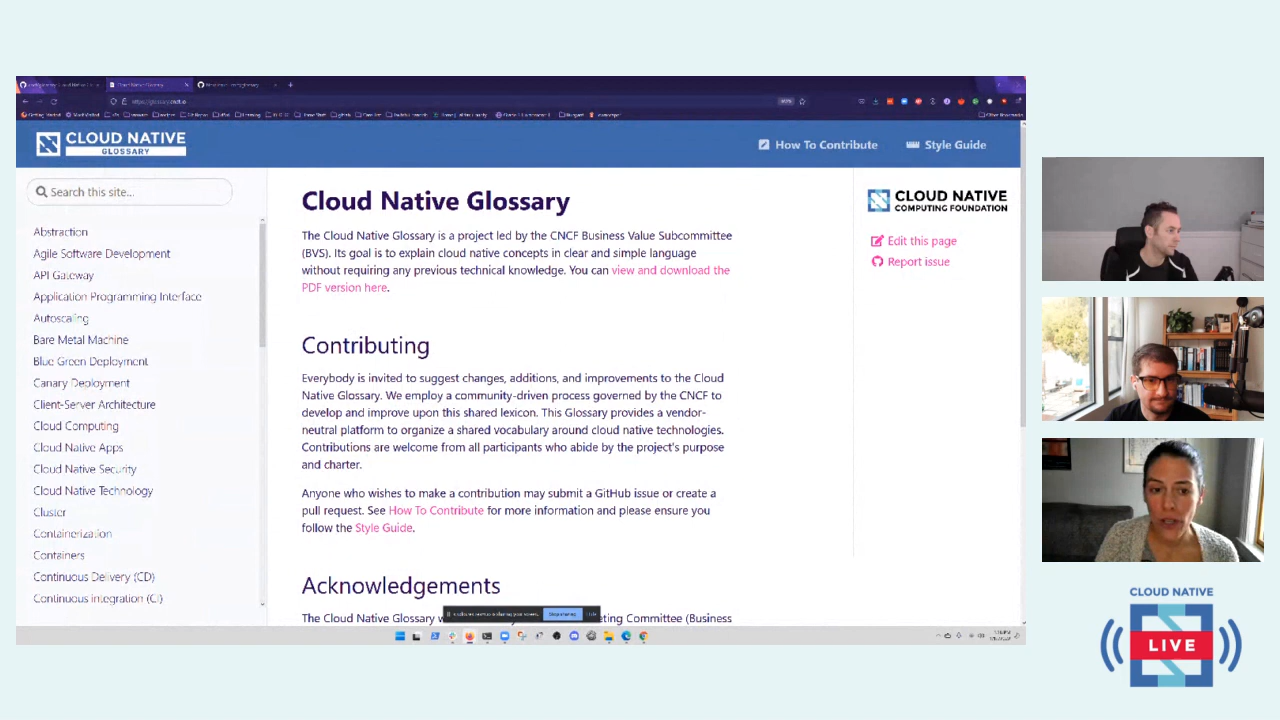 Cloud Native Glossary
CLOUD NATIVE
GLOSSARY
How To Contribute
Style Guide
Search this site...
Abstraction
Agile Software Development
API Gateway
Application Programming Interface
Autoscaling
Bare Metal Machine
Blue Green Deployment
Canary Deployment
Client-Server Architecture
Cloud Computing
Cloud Native Apps
Cloud Native Security
Cloud Native Technology
Cluster
Containerization
Containers
Continuous Delivery (CD)
Continuous integration (CI)
Cloud Native Glossary
The Cloud Native Glossary is a project led by the CNCF Business Value Subcommittee
(BVS). Its goal is to explain cloud native concepts in clear and simple language
without requiring any previous technical knowledge. You can view and download the
PDF version here.
Contributing
Everybody is invited to suggest changes, additions, and improvements to the Cloud
Native Glossary. We employ a community-driven process governed by the CNCF to
develop and improve upon this shared lexicon. This Glossary provides a vendor-
neutral platform to organize a shared vocabulary around cloud native technologies.
Contributions are welcome from all participants who abide by the project's purpose
and charter.
Anyone who wishes to make a contribution may submit a GitHub issue or create a
pull request. See How To Contribute for more information and please ensure you
follow the Style Guide.
Acknowledgements
The Cloud Native Glossary
eting Committee (Business
Stop sharing
Hide
CLOUD NATIVE
COMPUTING FOUNDATION
Edit this page
Report issue
CLOUD NATIVE
LIVE